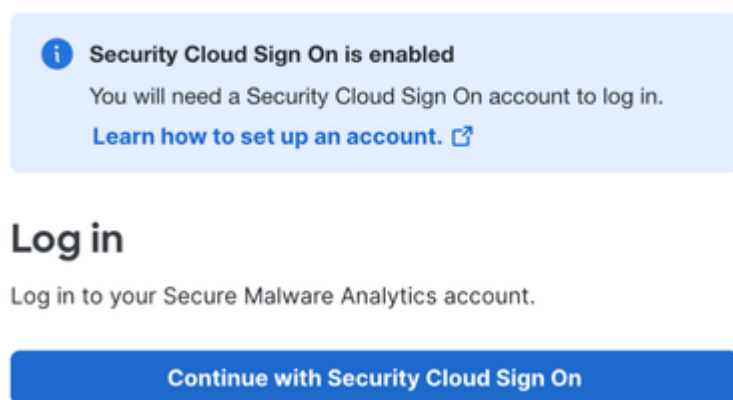 Security Cloud Sign On is enabled
You will need a Security Cloud Sign On account to log in.
Learn how to set up an account.
Log in
Log in to your Secure Malware Analytics account.
Continue with Security Cloud Sign On